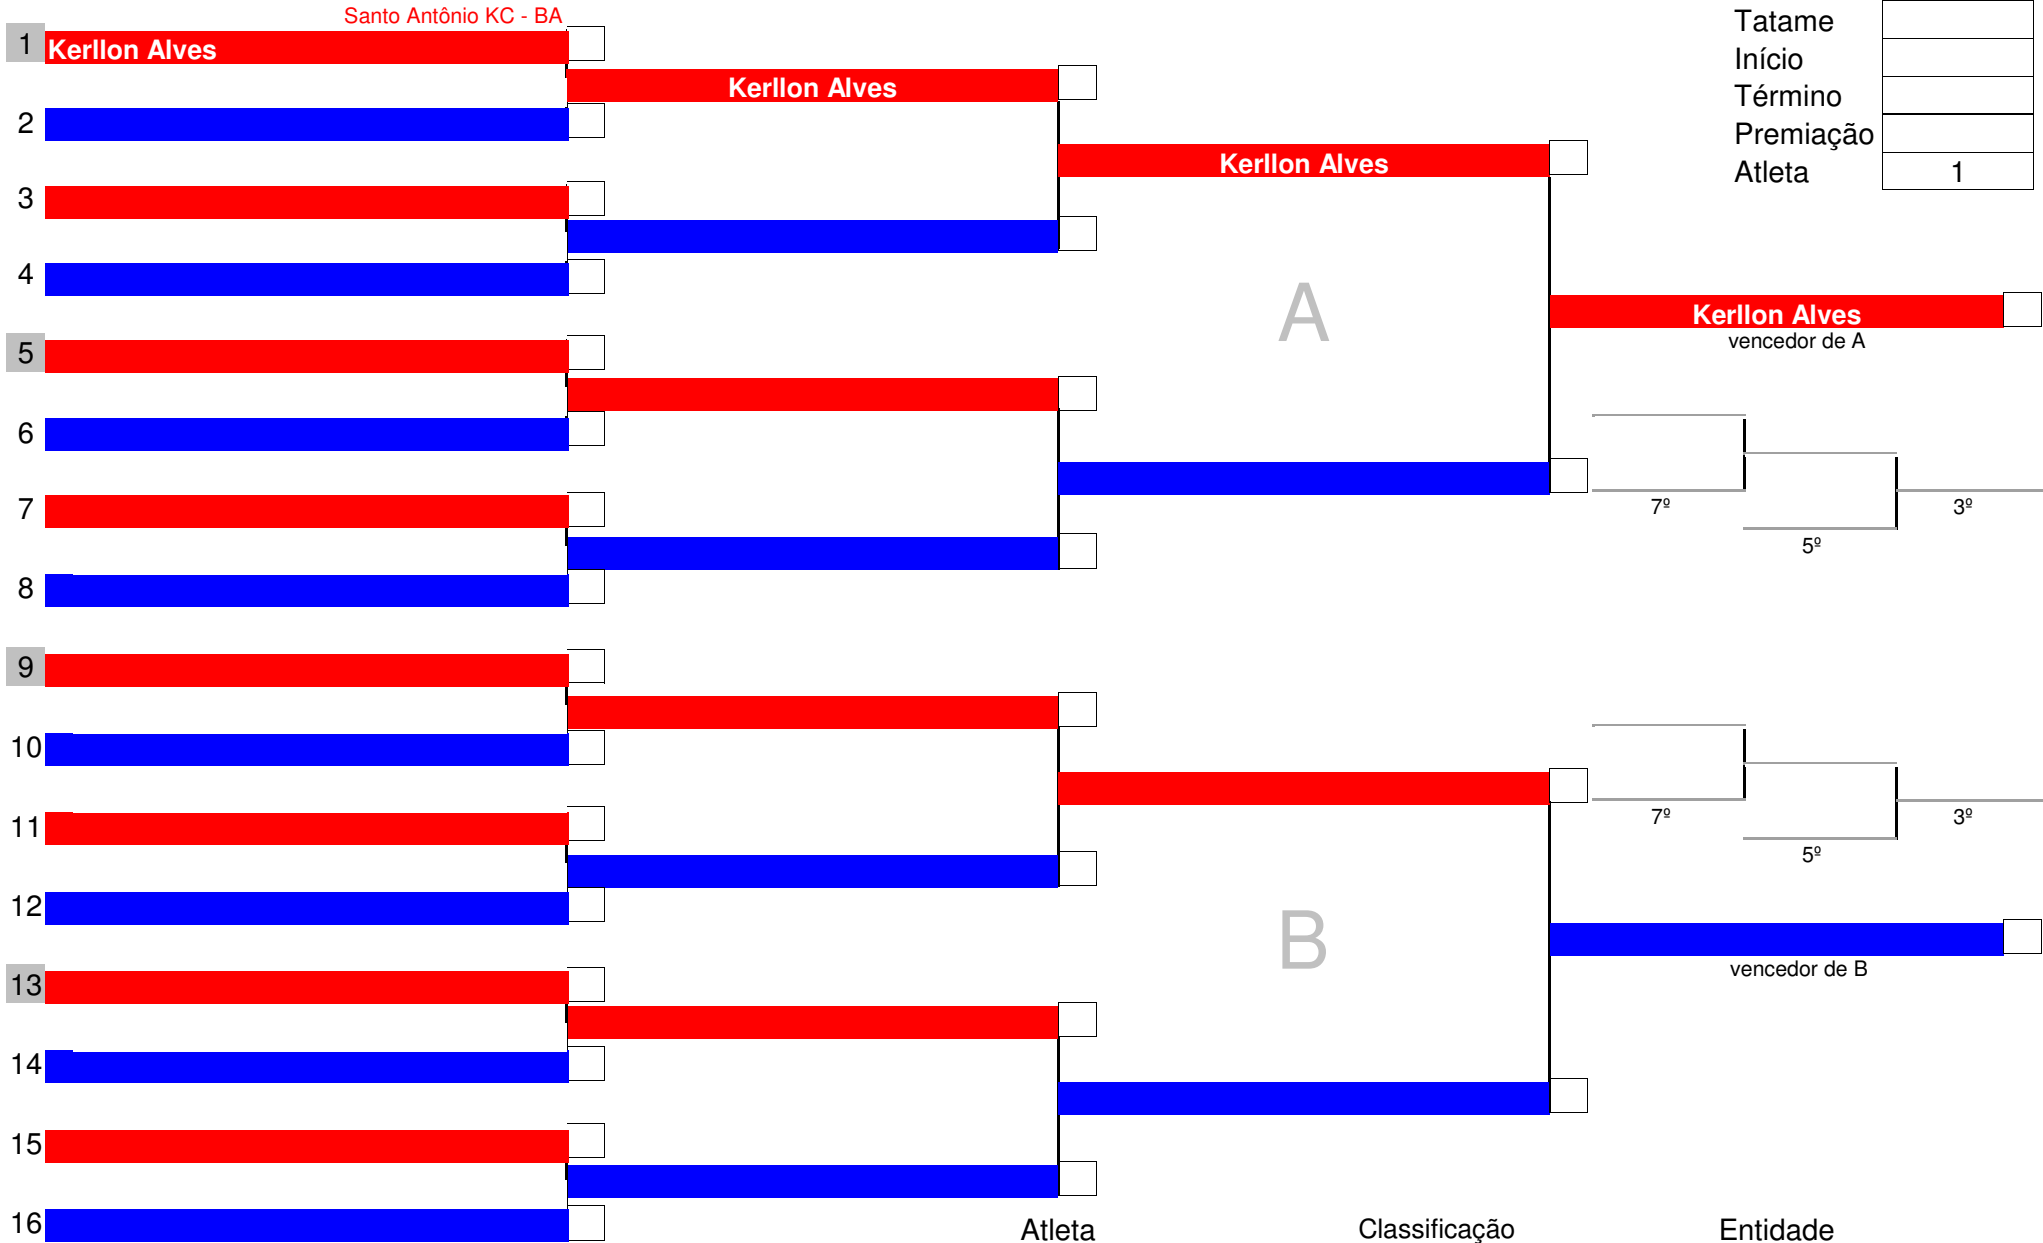 Santo Antônio KC - BA
1 Kerllon Alves
Kerllon Alves
2
Kerllon Alves
3
4
Kerllon Alves
vencedor de A
5
6
7
8
7º
5º
3º
9
10
11
12
7º
5º
3º
vencedor de B
13
14
15
16
A
B
Tatame
Início
Término
Premiação
Atleta 1
Atleta Classificação Entidade